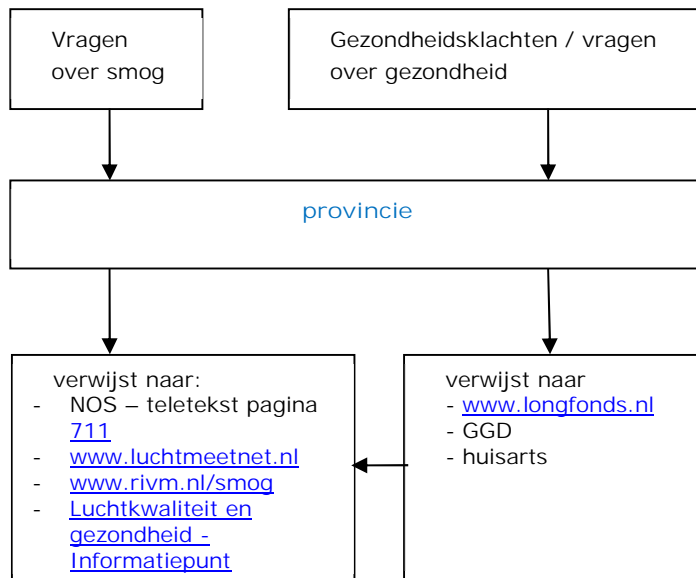 Vragen
over smog
Gezondheidsklachten / vragen
over gezondheid
provincie
verwijst naar:
- NOS – teletekst pagina
711
- www.luchtmeetnet.nl
- www.rivm.nl/smog
- Luchtkwaliteit en
gezondheid -
Informatiepunt
verwijst naar
- www.longfonds.nl
- GGD
- huisarts